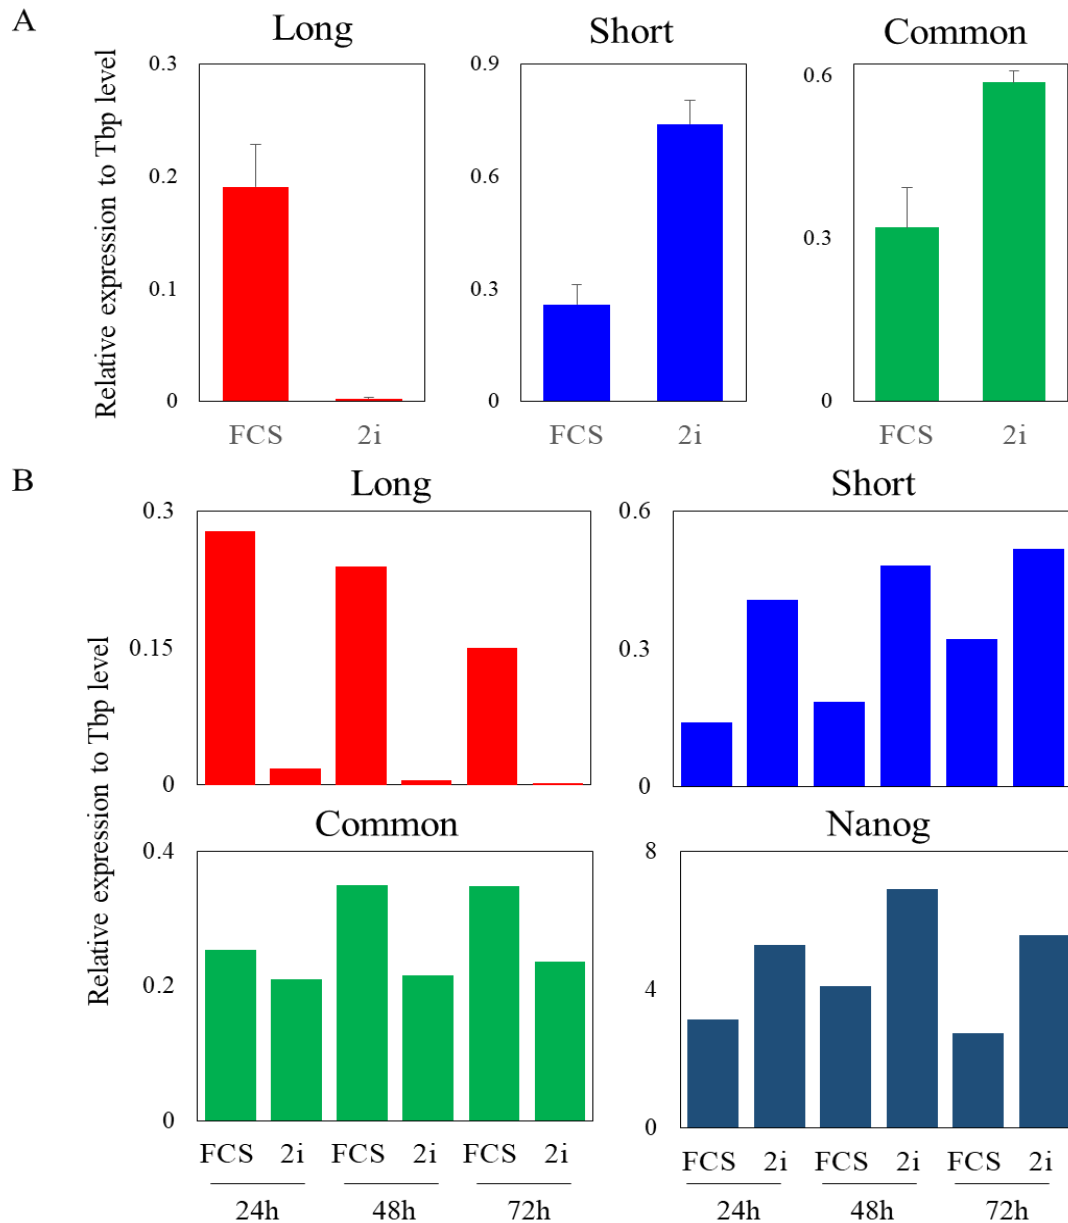 A
Long
Short
Common
Relative expression to Tbp level
0.3
0.2
0.1
0
FCS 2i
0.9
0.6
0.3
0
FCS 2i
0.6
0.3
0
FCS 2i
B
Long
Short
Relative expression to Tbp level
0.3
0.15
0
0.6
0.3
0
Common
Nanog
0.4
0.2
0
FCS 2i FCS 2i FCS 2i
24h 48h 72h
8
4
0
FCS 2i FCS 2i FCS 2i
24h 48h 72h